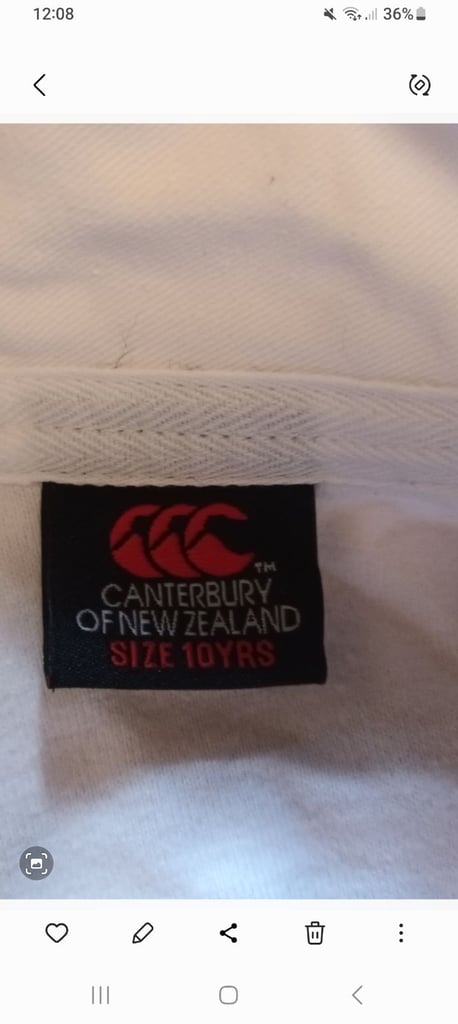 12:08
36%
TM
CANTERBURY
OF NEW ZEALAND
SIZE 10YRS